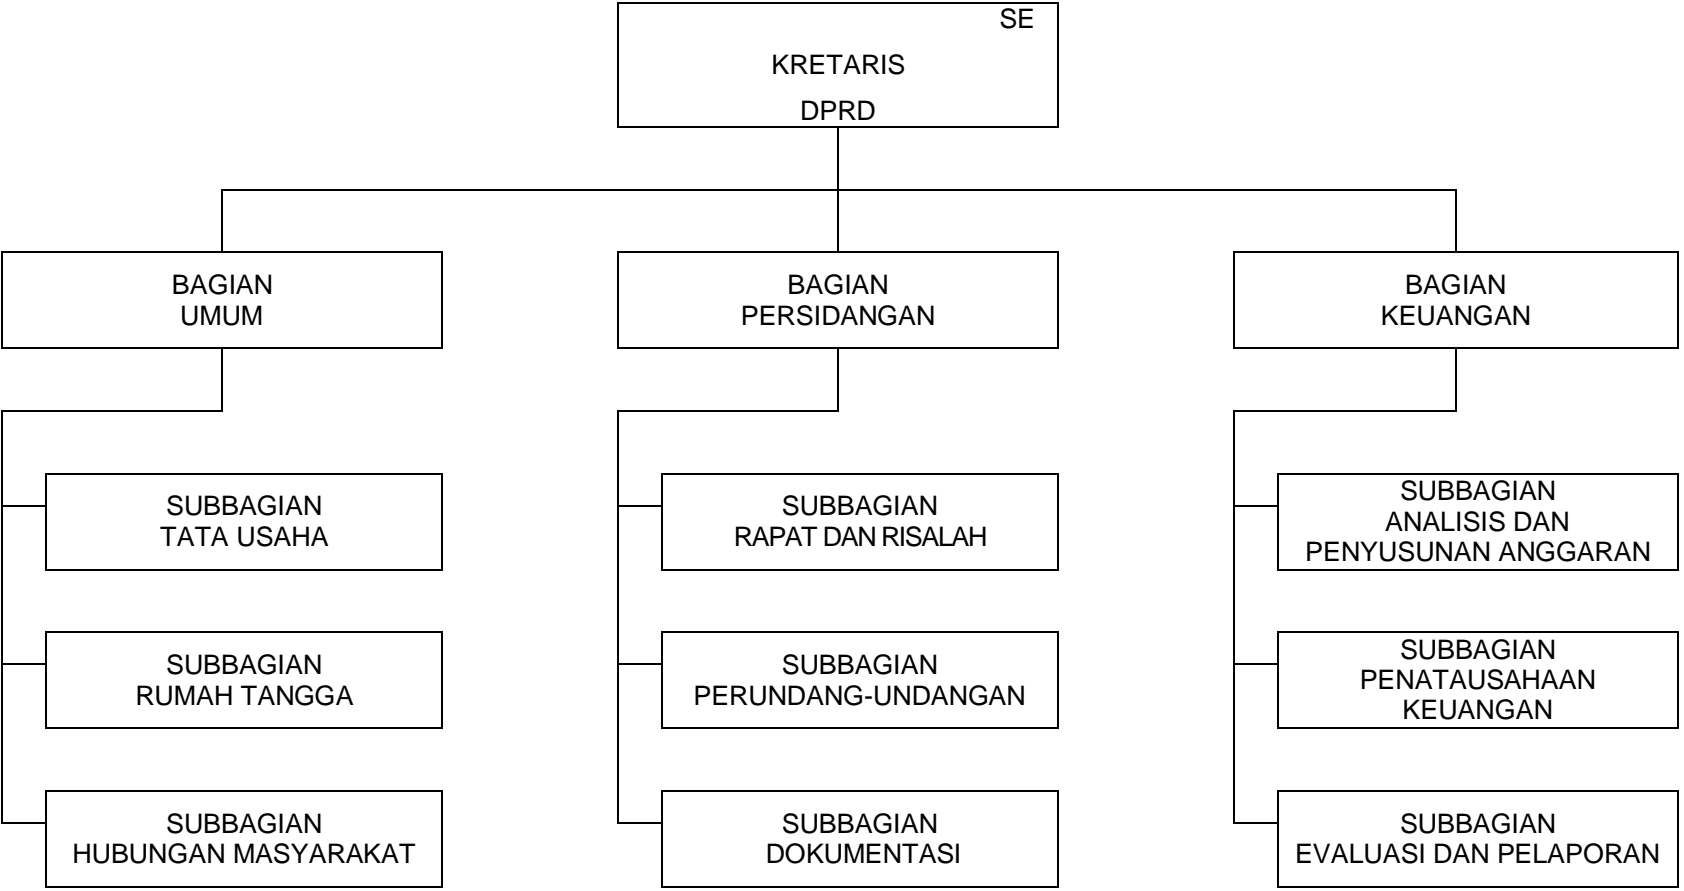 SE
KRETARIS
DPRD
BAGIAN
UMUM
BAGIAN
PERSIDANGAN
BAGIAN
KEUANGAN
SUBBAGIAN
TATA USAHA
SUBBAGIAN
RAPAT DAN RISALAH
SUBBAGIAN
ANALISIS DAN
PENYUSUNAN ANGGARAN
SUBBAGIAN
RUMAH TANGGA
SUBBAGIAN
PERUNDANG-UNDANGAN
SUBBAGIAN
PENATAUSAHAAN
KEUANGAN
SUBBAGIAN
HUBUNGAN MASYARAKAT
SUBBAGIAN
DOKUMENTASI
SUBBAGIAN
EVALUASI DAN PELAPORAN